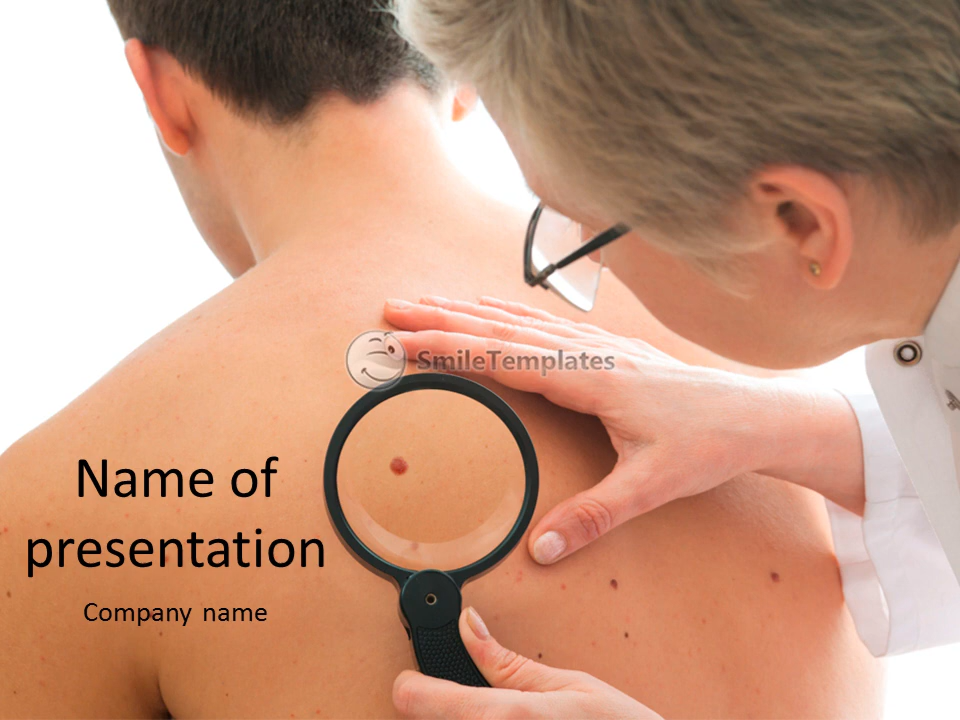 SmileTemplates
Name of
presentation
Company name